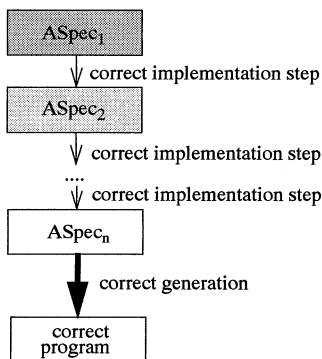 ASpec1
correct implementation step
ASpec2
correct implementation step
....
correct implementation step
ASpecn
correct generation
correct
program